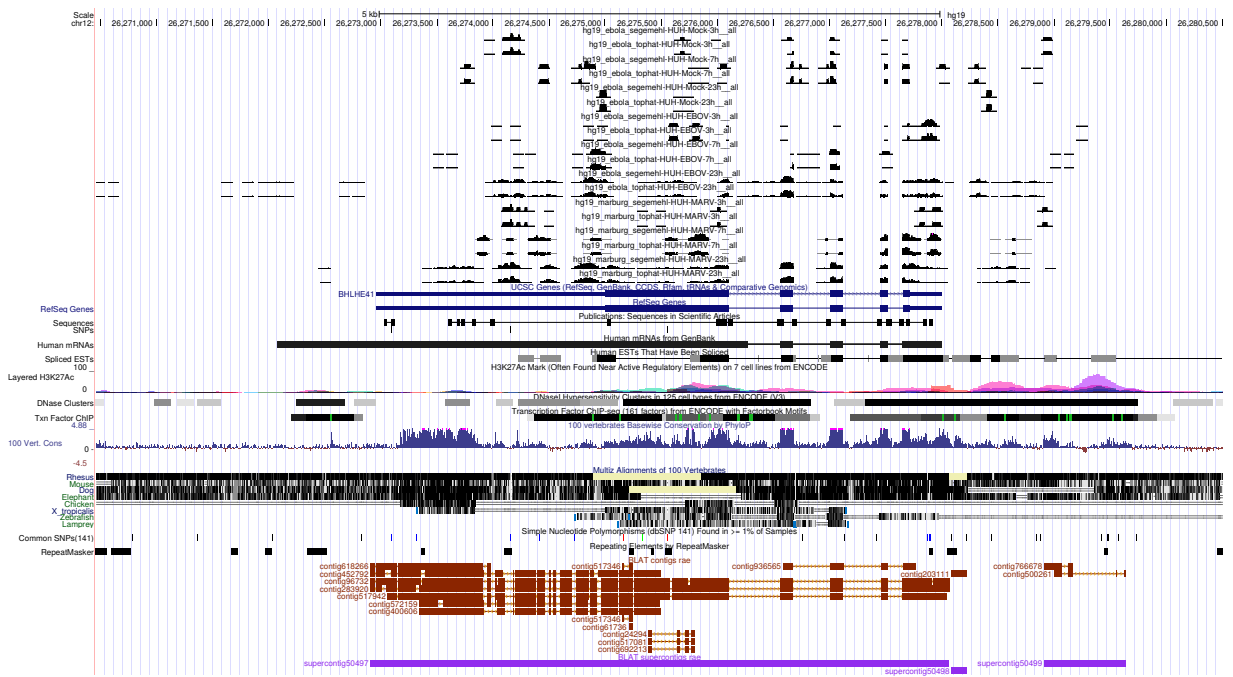 Scale 5 kb hg19
chr12: 26,271,000 26,271,500 26,272,000 26,272,500 26,273,000 26,273,500 26,274,000 26,274,500 26,275,000 26,275,500 26,276,000 26,276,500 26,277,000 26,277,500 26,278,000 26,278,500 26,279,000 26,279,500 26,280,000 26,280,500
hg19_ebola_segemehl-HUH-Mock-3h__all
hg19_ebola_tophat-HUH-Mock-3h__all
hg19_ebola_segemehl-HUH-Mock-7h__all
hg19_ebola_tophat-HUH-Mock-7h__all
hg19_ebola_segemehl-HUH-Mock-23h__all
hg19_ebola_tophat-HUH-Mock-23h__all
hg19_ebola_segemehl-HUH-EBOV-3h__all
hg19_ebola_tophat-HUH-EBOV-3h__all
hg19_ebola_segemehl-HUH-EBOV-7h__all
hg19_ebola_tophat-HUH-EBOV-7h__all
hg19_ebola_segemehl-HUH-EBOV-23h__all
hg19_ebola_tophat-HUH-EBOV-23h__all
hg19_marburg_segemehl-HUH-MARV-3h__all
hg19_marburg_tophat-HUH-MARV-3h__all
hg19_marburg_segemehl-HUH-MARV-7h__all
hg19_marburg_tophat-HUH-MARV-7h__all
hg19_marburg_segemehl-HUH-MARV-23h__all
hg19_marburg_tophat-HUH-MARV-23h__all
UCSC Genes (RefSeq, GenBank, CCDS, Rfam, tRNAs & Comparative Genomics)
BHLHE41
RefSeq Genes
RefSeq Genes
Publications: Sequences in Scientific Articles
Sequences
SNPs
Human mRNAs from GenBank
Human mRNAs
Human ESTs That Have Been Spliced
Spliced ESTs
100
H3K27Ac Mark (Often Found Near Active Regulatory Elements) on 7 cell lines from ENCODE
Layered H3K27Ac
0
DNaseI Hypersensitivity Clusters in 125 cell types from ENCODE (V3)
DNase Clusters
Transcription Factor ChIP-seq (161 factors) from ENCODE with Factorbook Motifs
Txn Factor ChIP
4.88
100 vertebrates Basewise Conservation by PhyloP
100 Vert. Cons
0
-4.5
Multiz Alignments of 100 Vertebrates
Rhesus
Mouse
Dog
Elephant
Chicken
X_tropicalis
Zebrafish
Lamprey
Simple Nucleotide Polymorphisms (dbSNP 141) Found in >= 1% of Samples
Common SNPs(141)
Repeating Elements by RepeatMasker
RepeatMasker
BLAT contigs rae
contig618266 contig517346 contig936565 contig766678
contig452792 contig203111 contig500261
contig96732
contig283920
contig517942
contig572159
contig400606
contig517346
contig61736
contig24294
contig517081
contig692213
BLAT supercontigs rae
supercontig50497 supercontig50499
supercontig50498